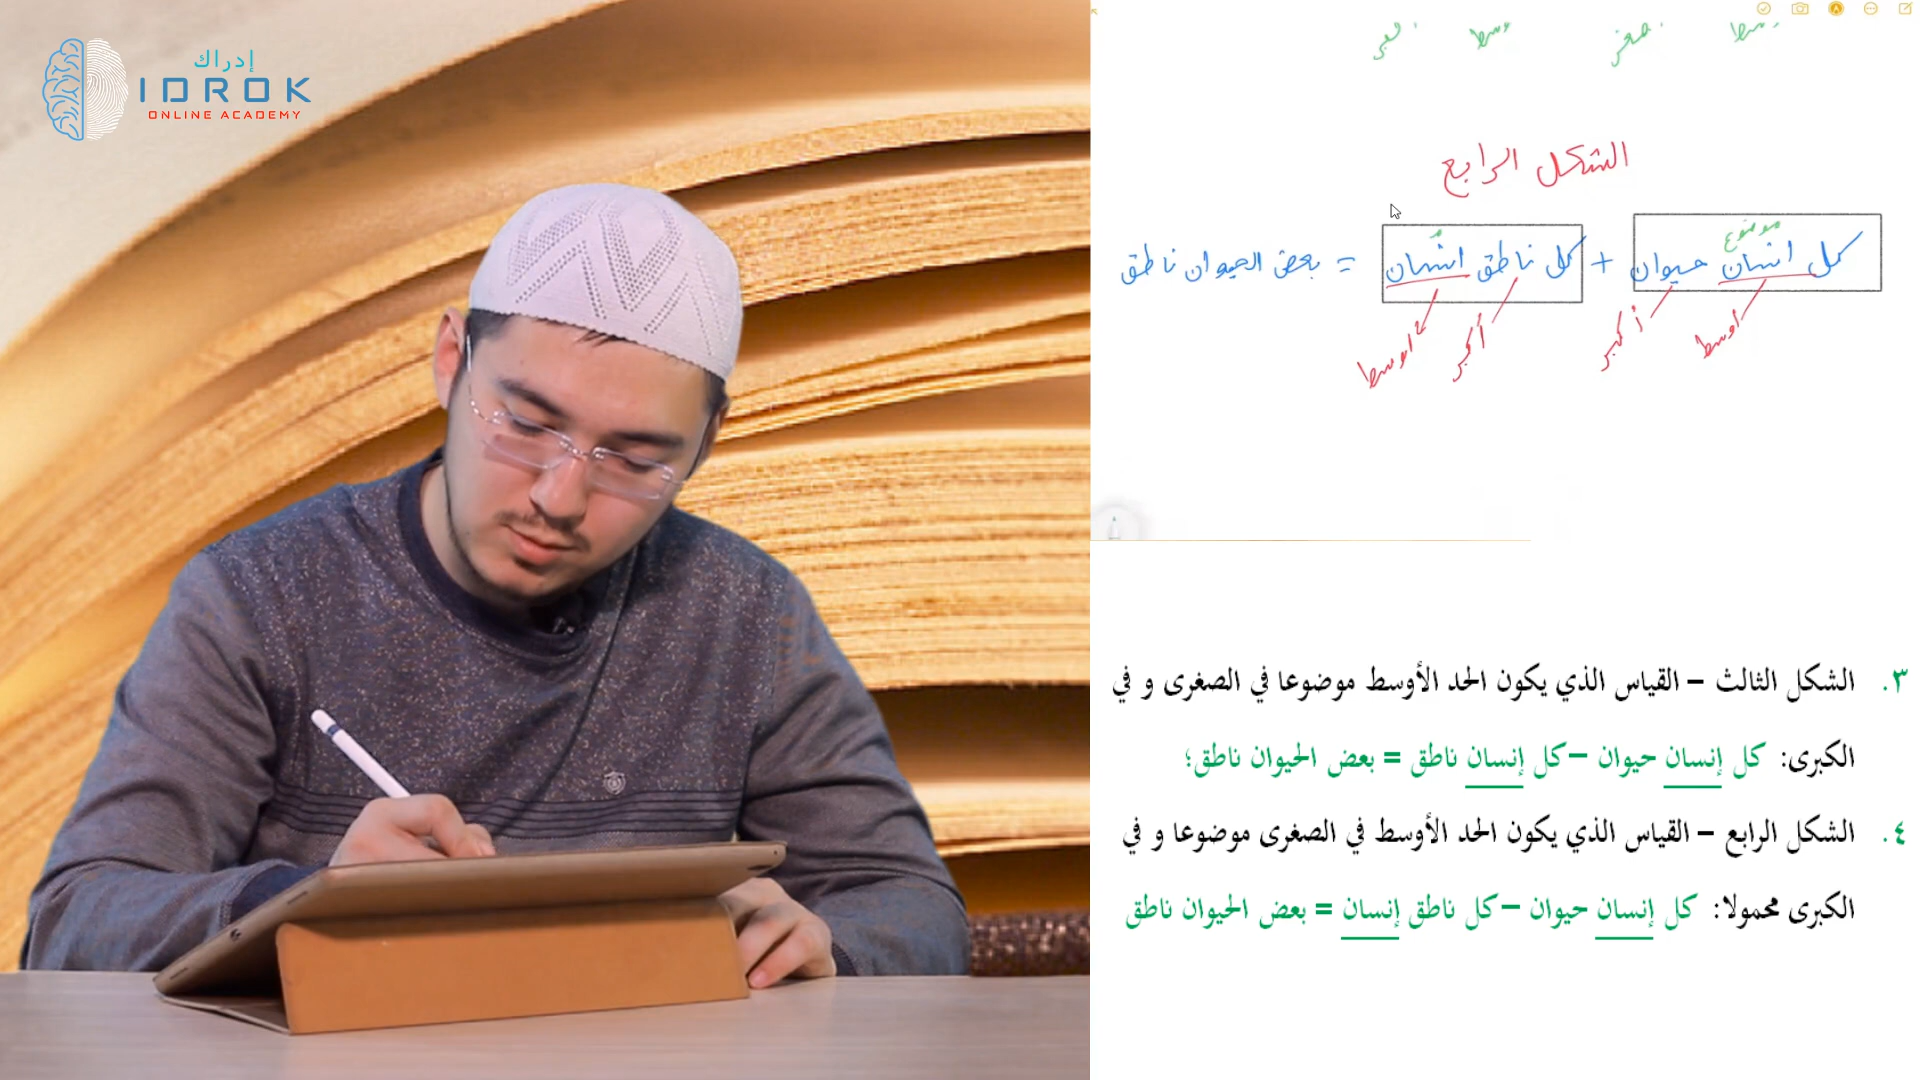 إدراك
IDROK
ONLINE ACADEMY
أصغر أوسط
الشكل الرابع
موضوع
كل انسان حيوان + كل ناطق انسان = بعض الحيوان ناطق
أوسط أكبر أكبر اوسط
٣. الشكل الثالث – القياس الذي يكون الحد الأوسط موضوعا في الصغرى و في
الكبرى: كل إنسان حيوان – كل إنسان ناطق = بعض الحيوان ناطق؛
٤. الشكل الرابع – القياس الذي يكون الحد الأوسط في الصغرى موضوعا و في
الكبرى محمولا: كل إنسان حيوان – كل ناطق إنسان = بعض الحيوان ناطق